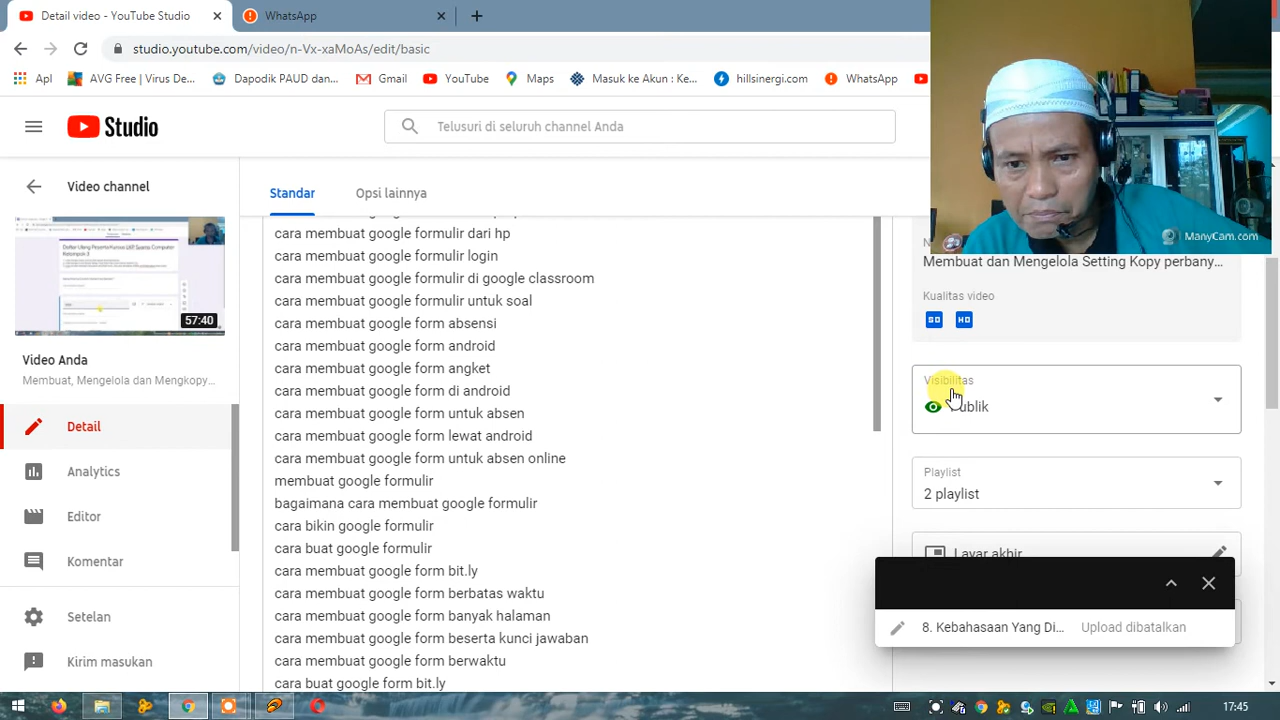 Detail video - YouTube Studio
WhatsApp
studio.youtube.com/video/n-Vx-xaMoAs/edit/basic
Apl
AVG Free | Virus De...
Dapodik PAUD dan...
Gmail
YouTube
Maps
Masuk ke Akun : Ke...
hillsinergi.com
WhatsApp
Studio
Telusuri di seluruh channel Anda
ManyCam.com
Video channel
57:40
Video Anda
Membuat, Mengelola dan Mengkopy...
Detail
Analytics
Editor
Komentar
Setelan
Kirim masukan
Standar
Opsi lainnya
cara membuat google formulir dari hp
cara membuat google formulir login
cara membuat google formulir di google classroom
cara membuat google formulir untuk soal
cara membuat google form absensi
cara membuat google form android
cara membuat google form angket
cara membuat google form di android
cara membuat google form untuk absen
cara membuat google form lewat android
cara membuat google form untuk absen online
membuat google formulir
bagaimana cara membuat google formulir
cara bikin google formulir
cara buat google formulir
cara membuat google form bit.ly
cara membuat google form berbatas waktu
cara membuat google form banyak halaman
cara membuat google form beserta kunci jawaban
cara membuat google form berwaktu
cara buat google form bit.ly
Membuat dan Mengelola Setting Kopy perbany...
Kualitas video
SD HD
Visibilitas
Publik
Playlist
2 playlist
Layar akhir
8. Kebahasaan Yang Di... Upload dibatalkan
17:45